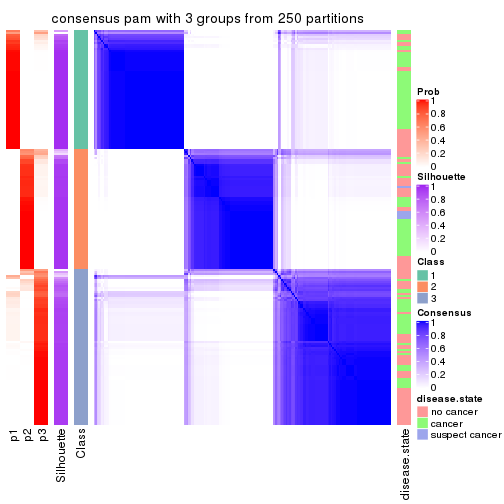 consensus pam with 3 groups from 250 partitions
Prob
1
0.8
0.6
0.4
0.2
0
Silhouette
1
0.8
0.6
0.4
0.2
0
Class
1
2
3
Consensus
1
0.8
0.6
0.4
0.2
0
disease.state
no cancer
cancer
suspect cancer
p1
p2
p3
Silhouette
Class
disease.state